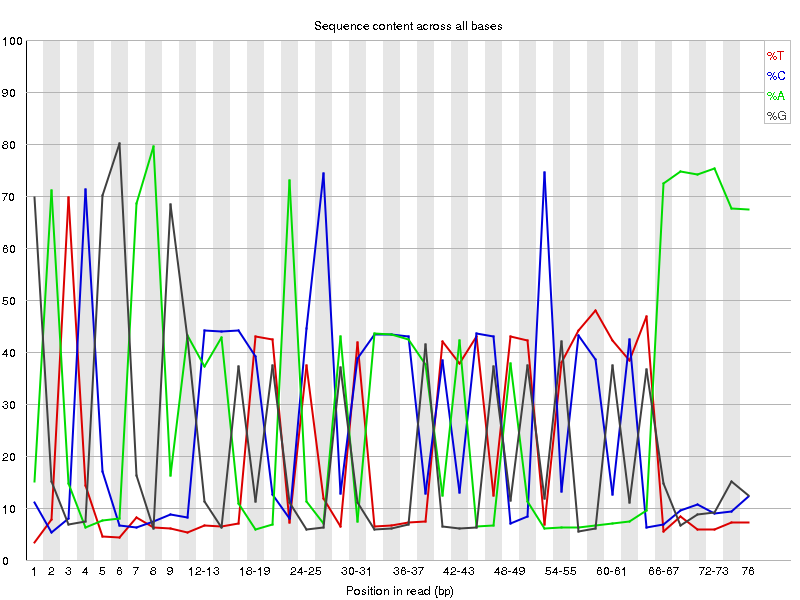 Sequence content across all bases
100
90
80
70
60
50
40
30
20
10
0
%T
%C
%A
%G
1 2 3 4 5 6 7 8 9 12-13 18-19 24-25 30-31 36-37 42-43 48-49 54-55 60-61 66-67 72-73 76
Position in read (bp)